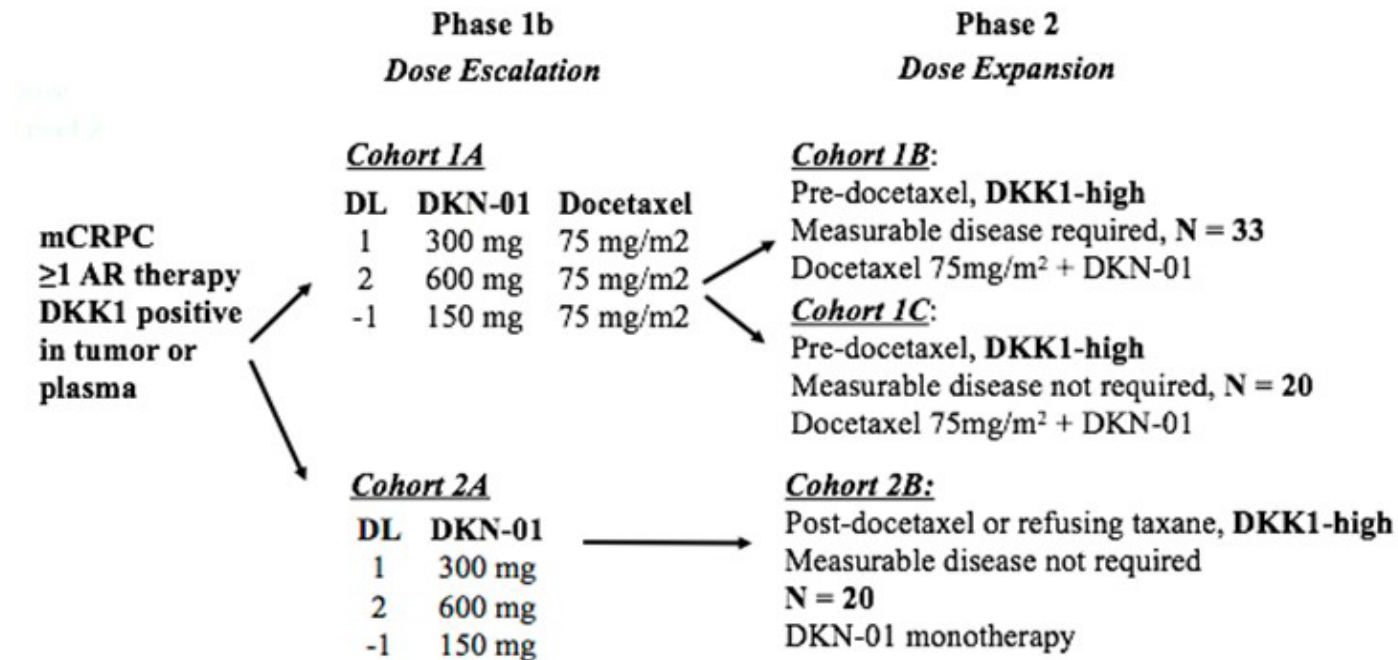 Phase 1b
Dose Escalation
Phase 2
Dose Expansion
mCRPC
≥1 AR therapy
DKK1 positive
in tumor or
plasma
Cohort 1A
DL DKN-01 Docetaxel
1 300 mg 75 mg/m2
2 600 mg 75 mg/m2
-1 150 mg 75 mg/m2
Cohort 1B:
Pre-docetaxel, DKK1-high
Measurable disease required, N = 33
Docetaxel 75mg/m² + DKN-01
Cohort 1C:
Pre-docetaxel, DKK1-high
Measurable disease not required, N = 20
Docetaxel 75mg/m² + DKN-01
Cohort 2A
DL DKN-01
1 300 mg
2 600 mg
-1 150 mg
Cohort 2B:
Post-docetaxel or refusing taxane, DKK1-high
Measurable disease not required
N = 20
DKN-01 monotherapy